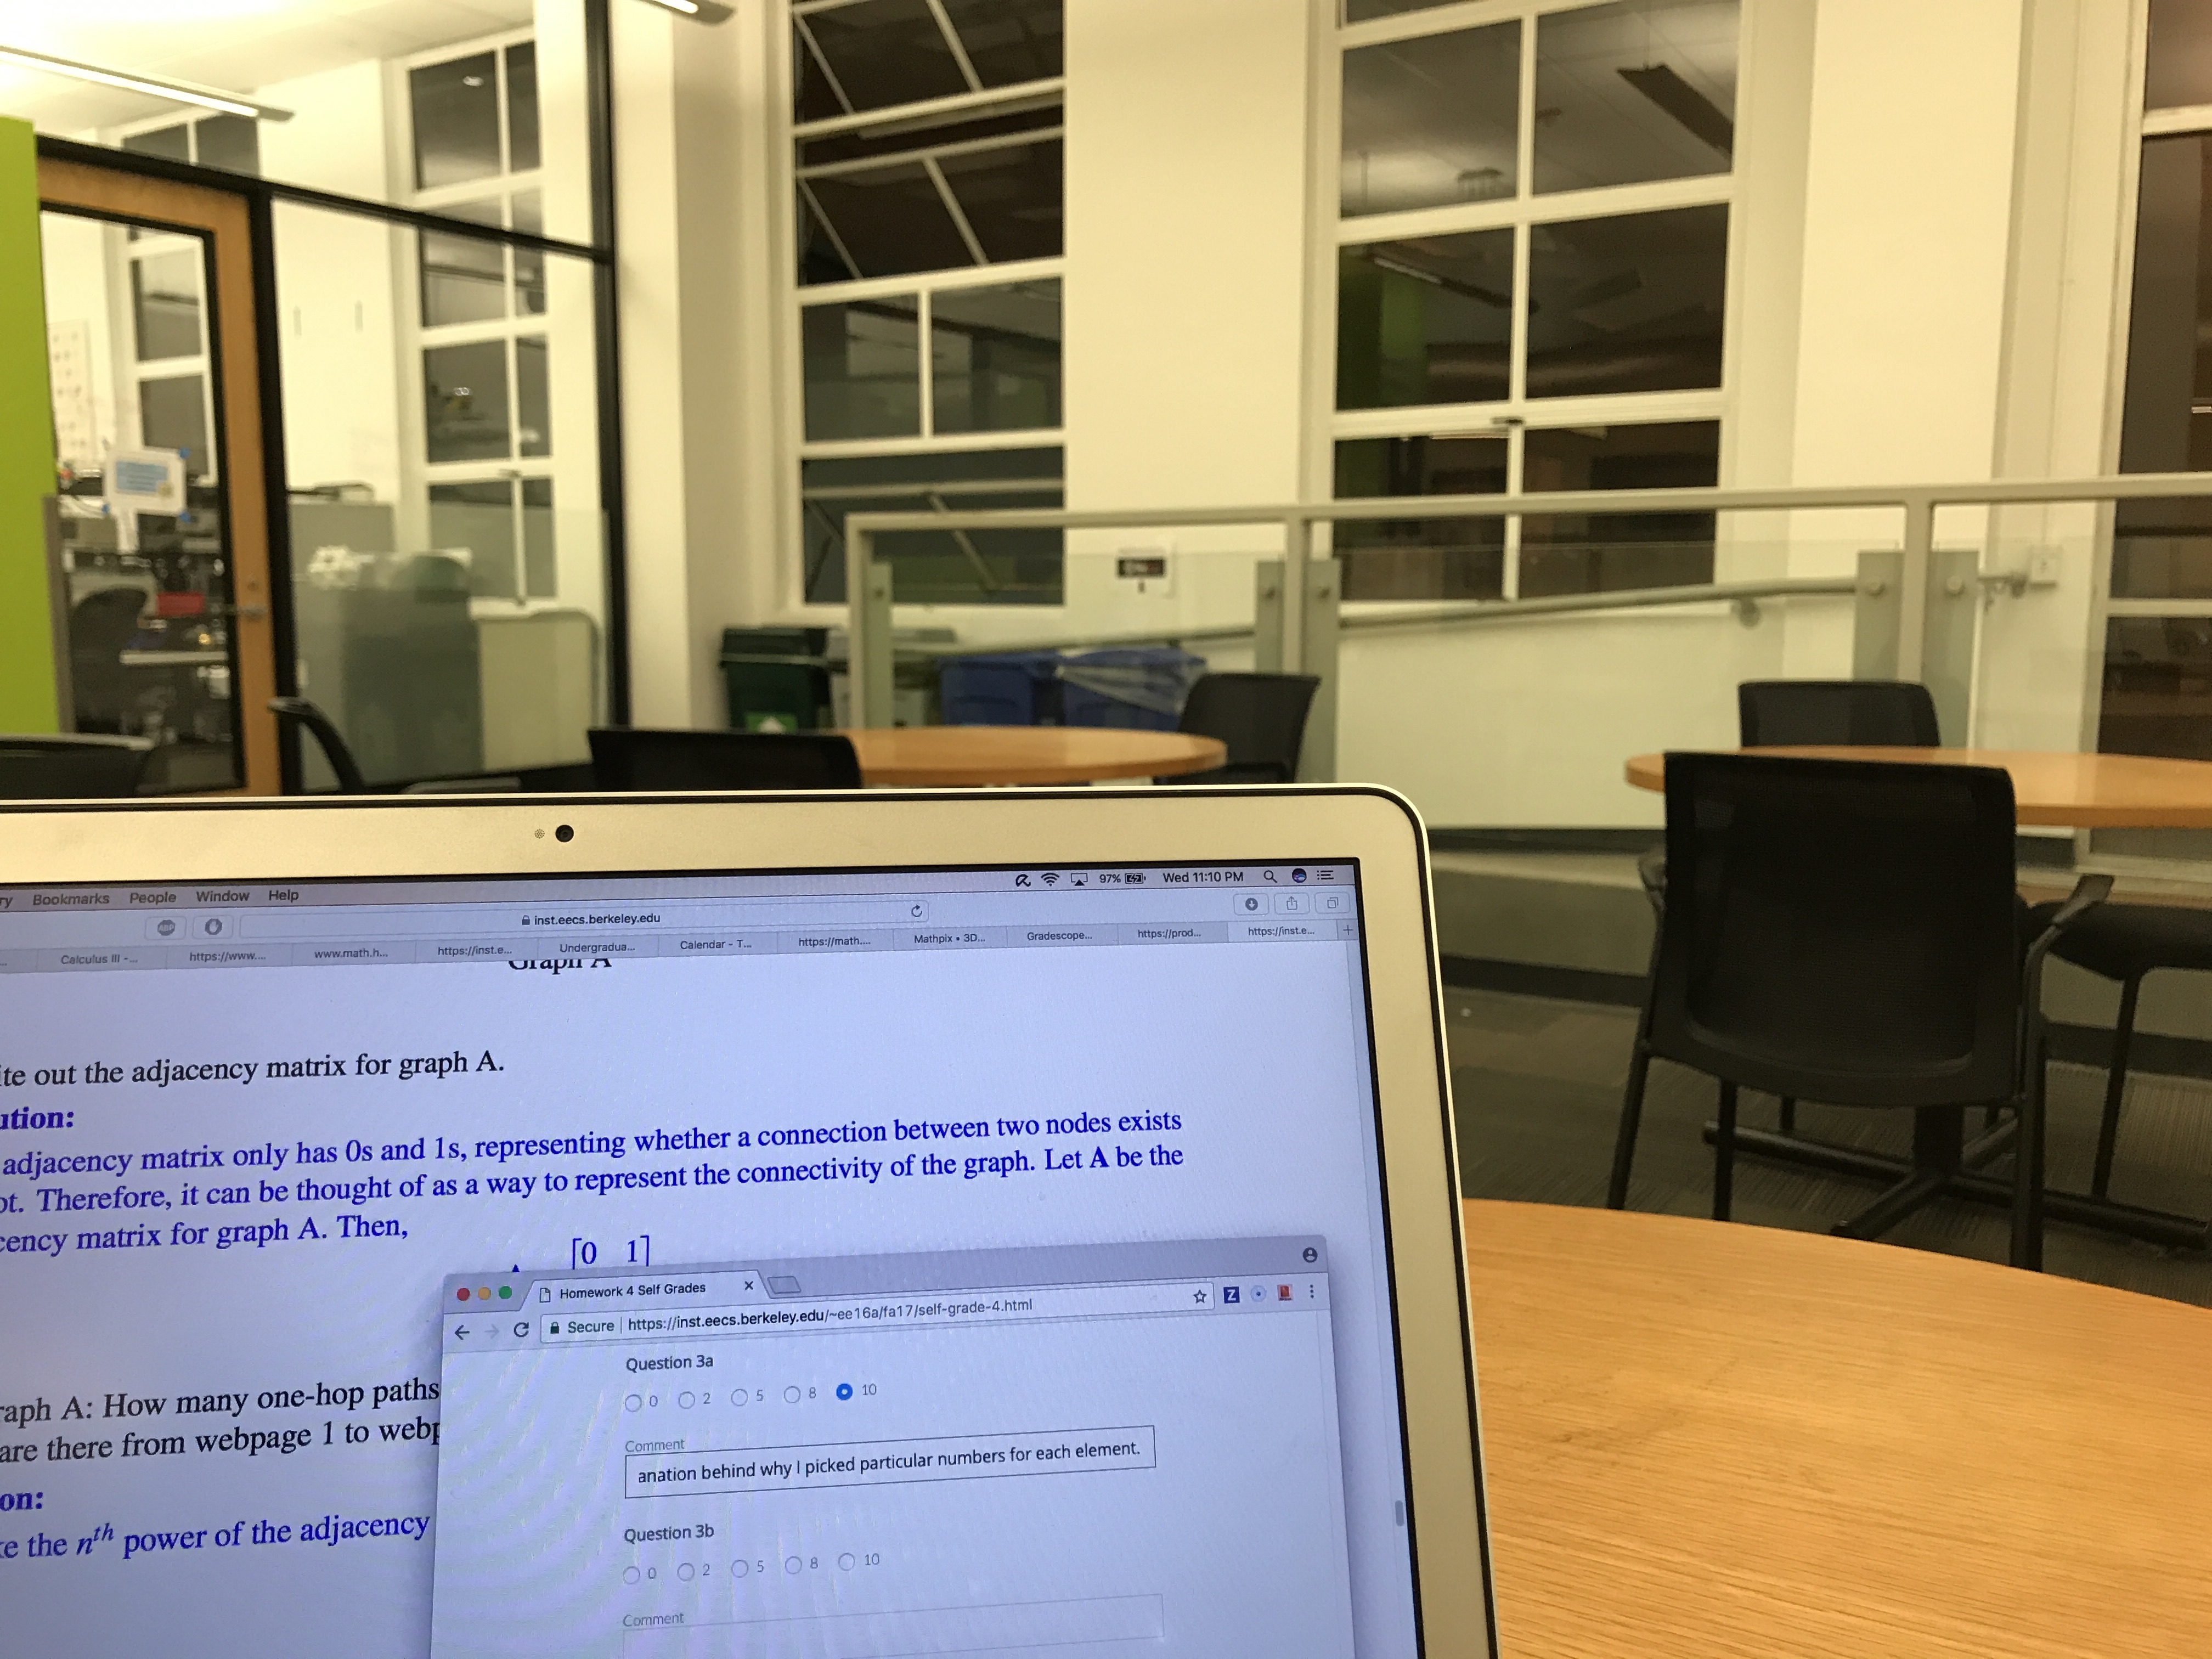 Bookmarks People Window Help 97% Wed 11:10 PM
inst.eecs.berkeley.edu
Calculus III -... https://www.... www.math.h... https://inst.e... Undergradua... Calendar - T... https://math.... Mathpix • 3D... Gradescope... https://prod... https://inst.e...
Graph A
ite out the adjacency matrix for graph A.
ution:
adjacency matrix only has 0s and 1s, representing whether a connection between two nodes exists
ot. Therefore, it can be thought of as a way to represent the connectivity of the graph. Let A be the
cency matrix for graph A. Then,
[0 1]
raph A: How many one-hop paths
are there from webpage 1 to webp
on:
ke the nth power of the adjacency
Homework 4 Self Grades
Secure | https://inst.eecs.berkeley.edu/~ee16a/fa17/self-grade-4.html
Question 3a
0 2 5 8 10
Comment
anation behind why I picked particular numbers for each element.
Question 3b
0 2 5 8 10
Comment